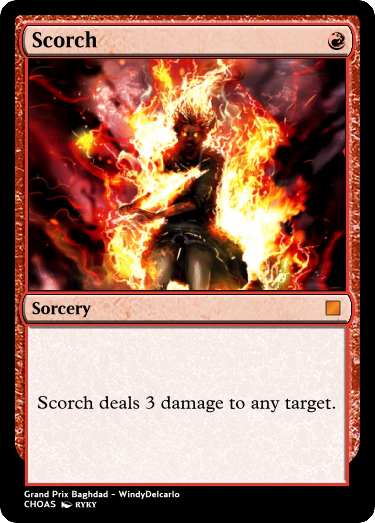 Scorch
Sorcery
Scorch deals 3 damage to any target.
Grand Prix Baghdad - WindyDelcarlo
CHOAS RYKY